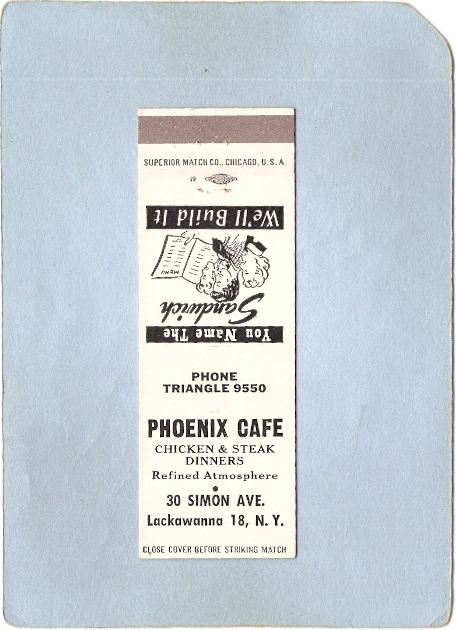 SUPERIOR MATCH CO., CHICAGO, U.S.A.
You Name The
Sandwich
MENU
We'll Build It
PHONE
TRIANGLE 9550
PHOENIX CAFE
CHICKEN & STEAK
DINNERS
Refined Atmosphere
30 SIMON AVE.
Lackawanna 18, N. Y.
CLOSE COVER BEFORE STRIKING MATCH